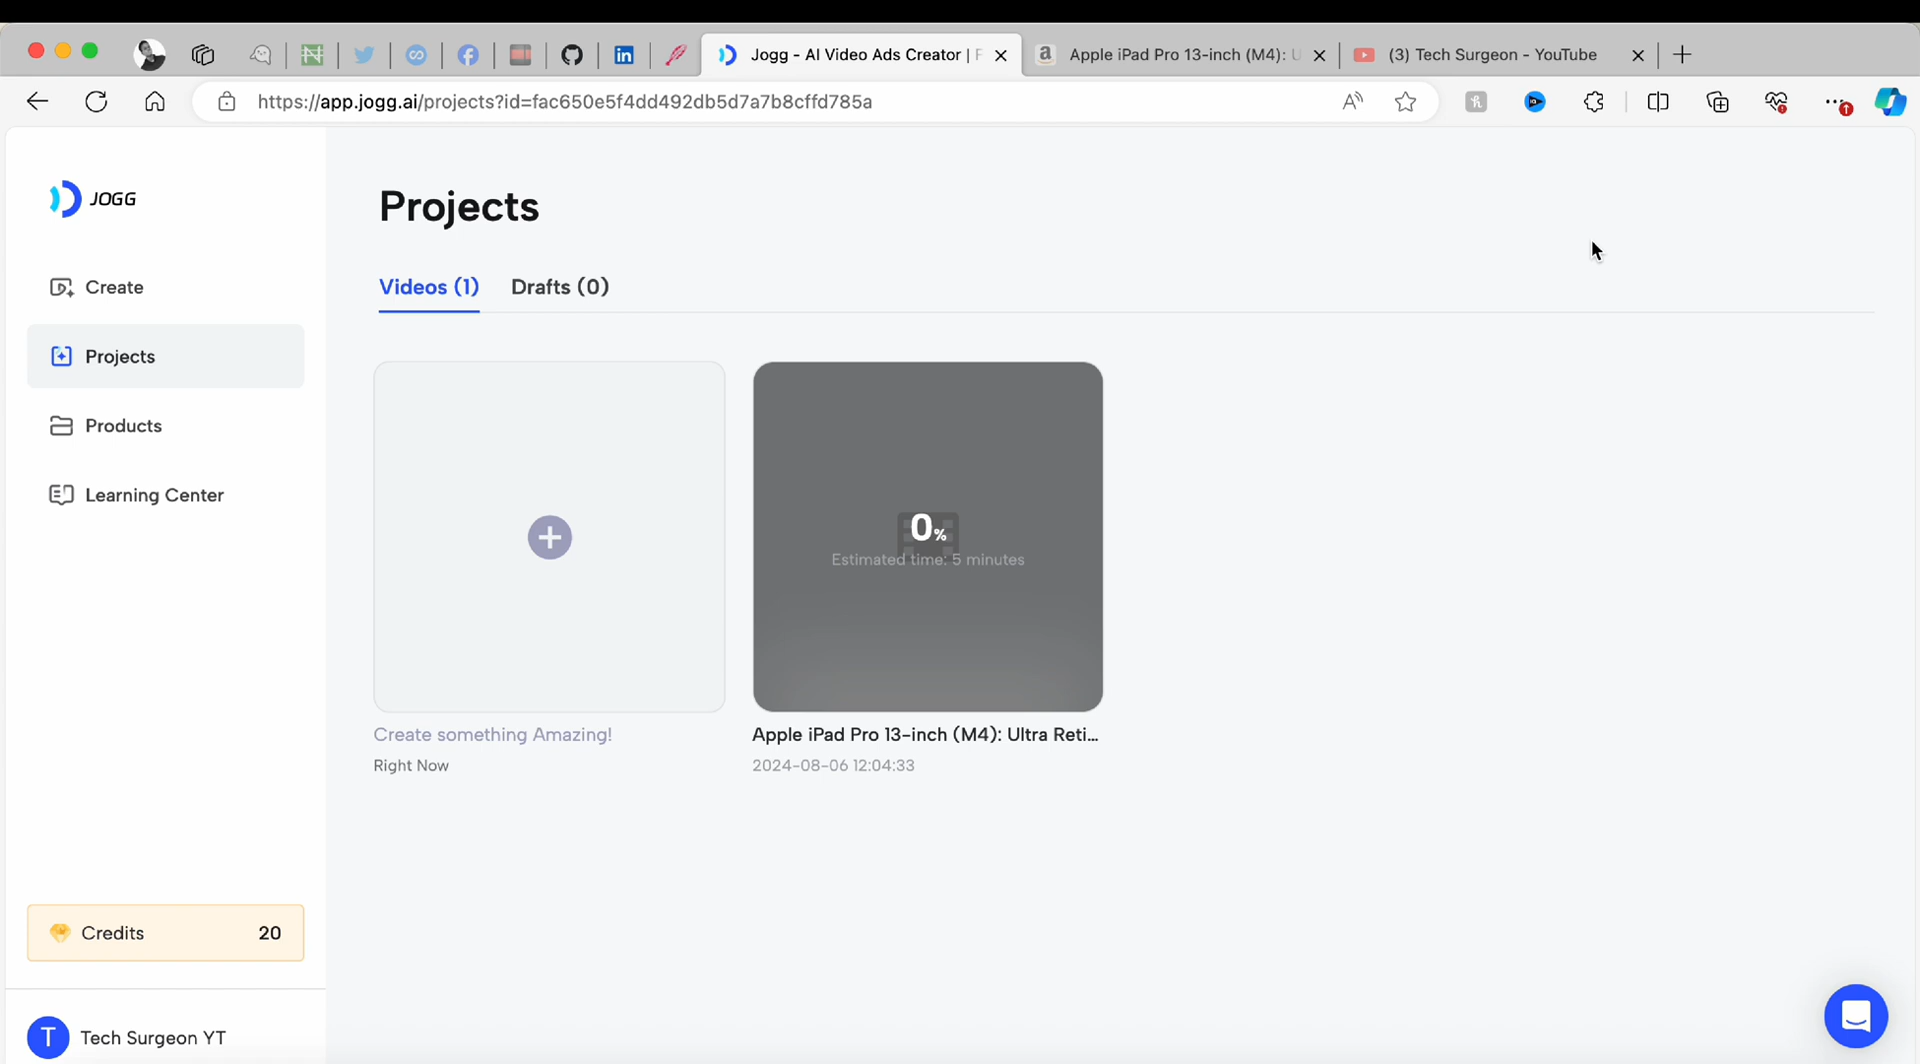 Jogg - AI Video Ads Creator |
Apple iPad Pro 13-inch (M4):
(3) Tech Surgeon - YouTube
https://app.jogg.ai/projects?id=fac650e5f4dd492db5d7a7b8cffd785a
JOGG
Create
Projects
Products
Learning Center
Credits 20
T Tech Surgeon YT
Projects
Videos (1) Drafts (0)
0%
Estimated time: 5 minutes
Create something Amazing!
Right Now
Apple iPad Pro 13-inch (M4): Ultra Reti...
2024-08-06 12:04:33